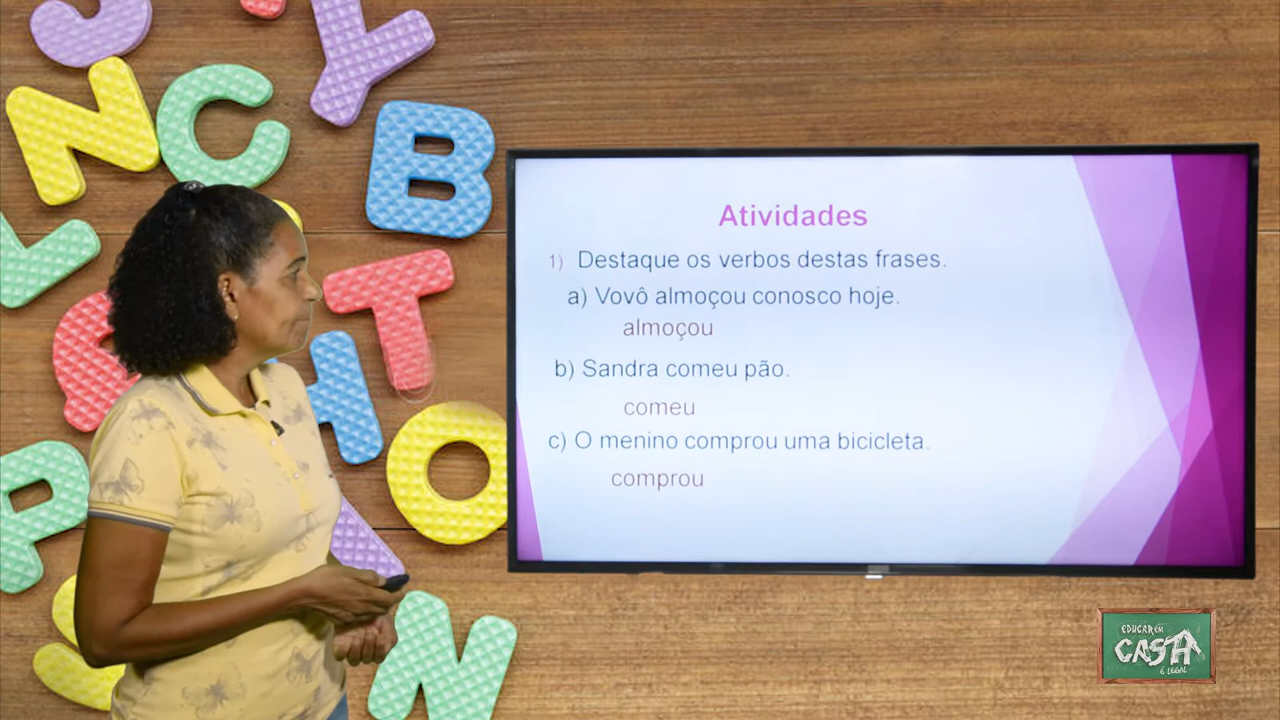 Atividades
1) Destaque os verbos destas frases.
a) Vovô almoçou conosco hoje.
almoçou
b) Sandra comeu pão.
comeu
c) O menino comprou uma bicicleta.
comprou
EDUCAR EM
CASA
É LEGAL
J
Y
N
C
B
L
T
H
O
N